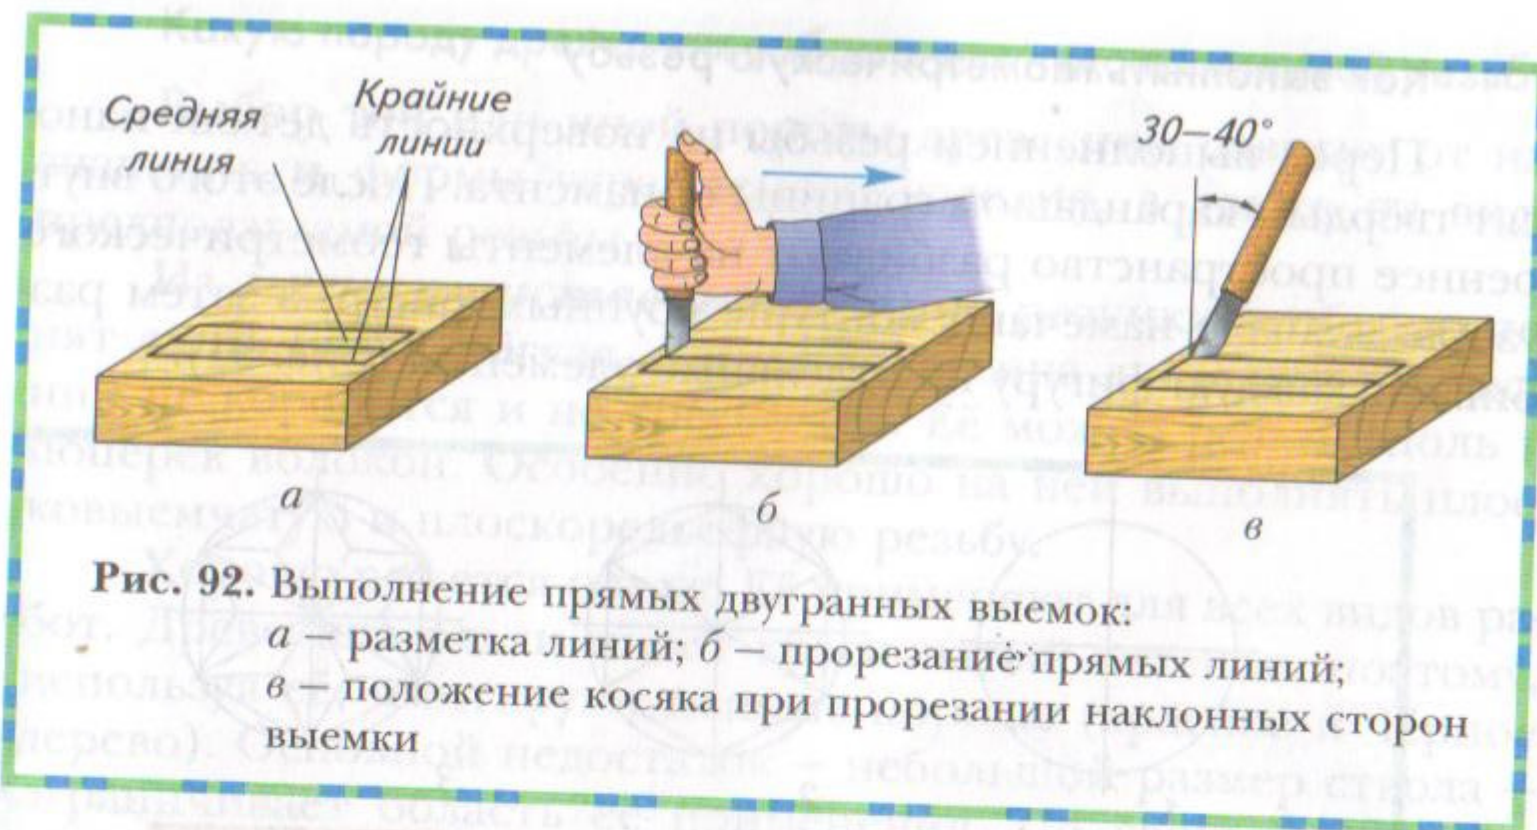 Средняя
линия
Крайние
линии
30—40°
а
б
в
Рис. 92. Выполнение прямых двугранных выемок:
а — разметка линий; б — прорезание прямых линий;
в — положение косяка при прорезании наклонных сторон
выемки